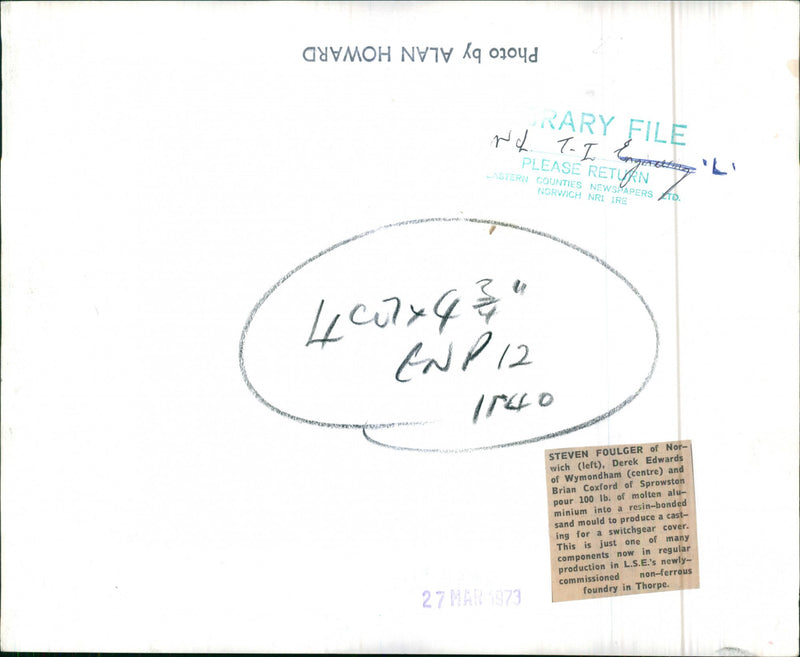 Photo by ALAN HOWARD
RARY FILE
T-I Engineering 'L'
PLEASE RETURN
EASTERN COUNTIES NEWSPAPERS LTD.
NORWICH NR1 1RE
4 COL x 4 3/4"
ENP 12
1140
STEVEN FOULGER of Nor-
wich (left), Derek Edwards
of Wymondham (centre) and
Brian Coxford of Sprowston
pour 100 lb. of molten alu-
minium into a resin-bonded
sand mould to produce a cast-
ing for a switchgear cover.
This is just one of many
components now in regular
production in L.S.E.'s newly-
commissioned non-ferrous
foundry in Thorpe.
27 MAR 1973